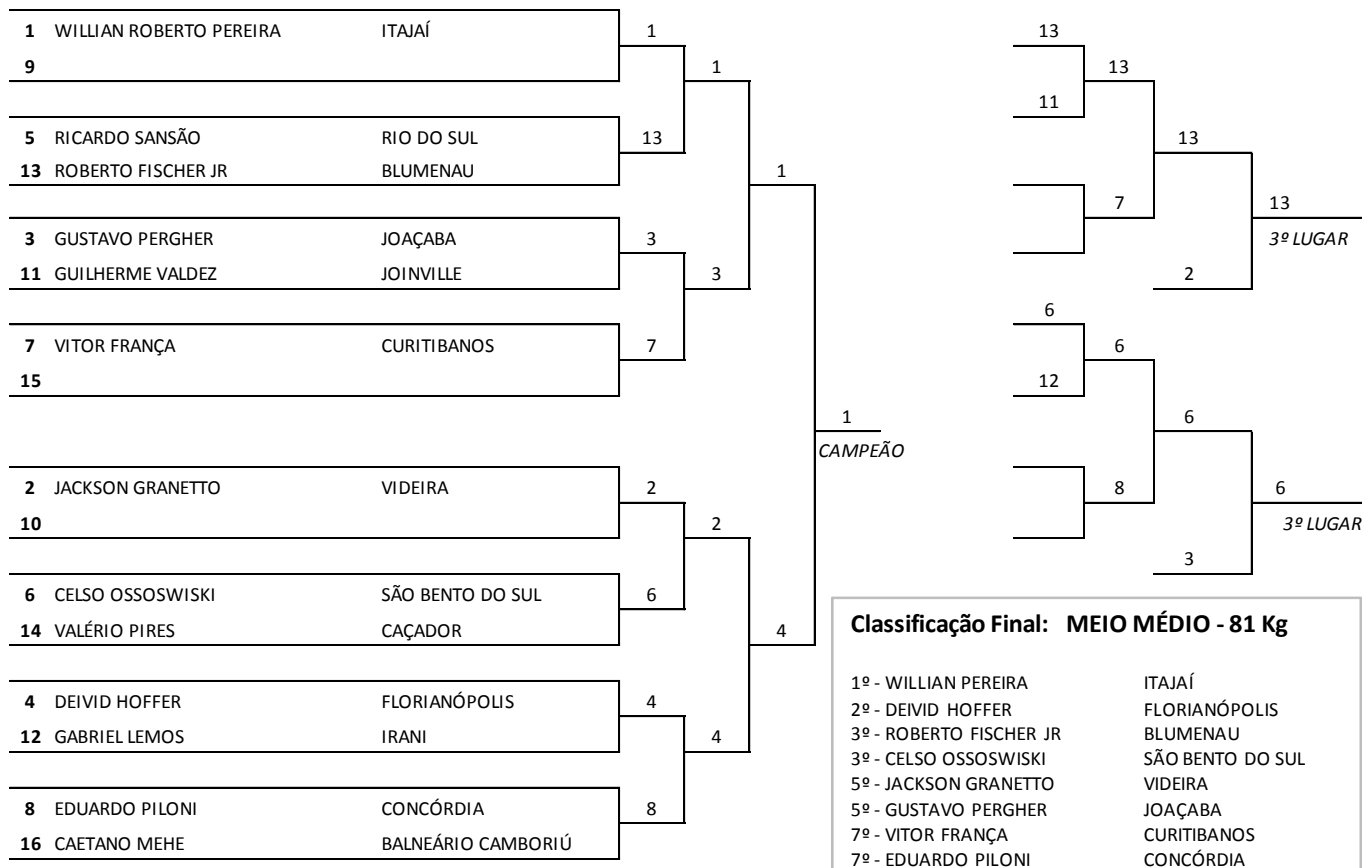 1 WILLIAN ROBERTO PEREIRA ITAJAÍ
9
5 RICARDO SANSÃO RIO DO SUL
13 ROBERTO FISCHER JR BLUMENAU
3 GUSTAVO PERGHER JOAÇABA
11 GUILHERME VALDEZ JOINVILLE
7 VITOR FRANÇA CURITIBANOS
15
2 JACKSON GRANETTO VIDEIRA
10
6 CELSO OSSOSWISKI SÃO BENTO DO SUL
14 VALÉRIO PIRES CAÇADOR
4 DEIVID HOFFER FLORIANÓPOLIS
12 GABRIEL LEMOS IRANI
8 EDUARDO PILONI CONCÓRDIA
16 CAETANO MEHE BALNEÁRIO CAMBORIÚ
1
13
3
7
2
6
4
8
1
3
2
4
1
4
1
CAMPEÃO
13
11
13
7
13
2
13
3º LUGAR
6
12
6
8
6
3
6
3º LUGAR
Classificação Final: MEIO MÉDIO - 81 Kg
1º - WILLIAN PEREIRA ITAJAÍ
2º - DEIVID HOFFER FLORIANÓPOLIS
3º - ROBERTO FISCHER JR BLUMENAU
3º - CELSO OSSOSWISKI SÃO BENTO DO SUL
5º - JACKSON GRANETTO VIDEIRA
5º - GUSTAVO PERGHER JOAÇABA
7º - VITOR FRANÇA CURITIBANOS
7º - EDUARDO PILONI CONCÓRDIA